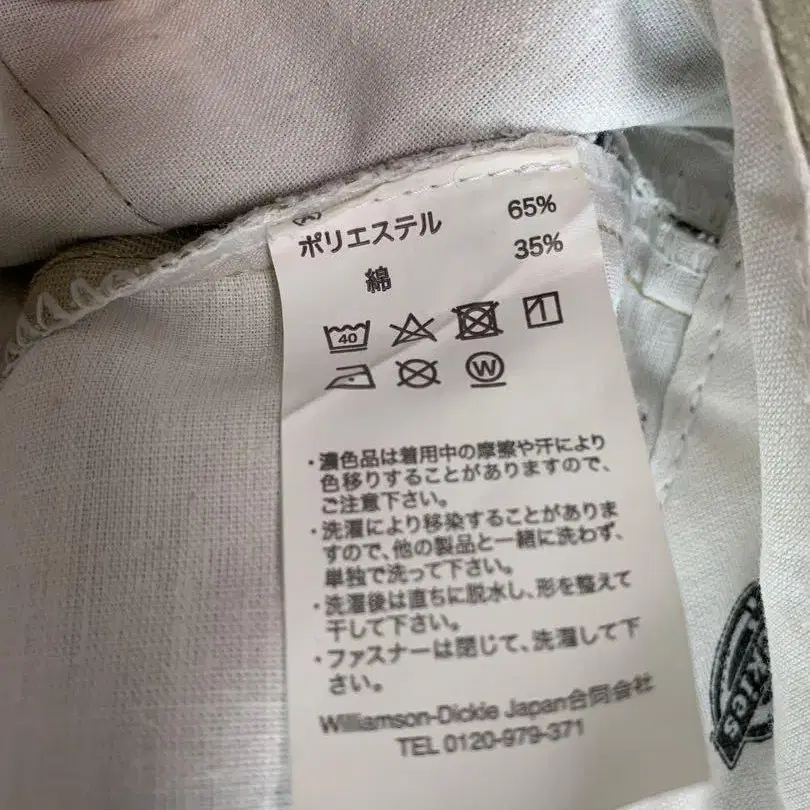 (A)
ポリエステル 65%
綿 35%
40
W
・濃色品は着用中の摩擦や汗により
色移りすることがありますので、
ご注意下さい。
・洗濯により移染することがありま
すので、他の製品と一緒に洗わず、
単独で洗って下さい。
・洗濯後は直ちに脱水し、形を整えて
干して下さい。
・ファスナーは閉じて、洗濯して下
さい。
Williamson-Dickie Japan合同会社
TEL 0120-979-371